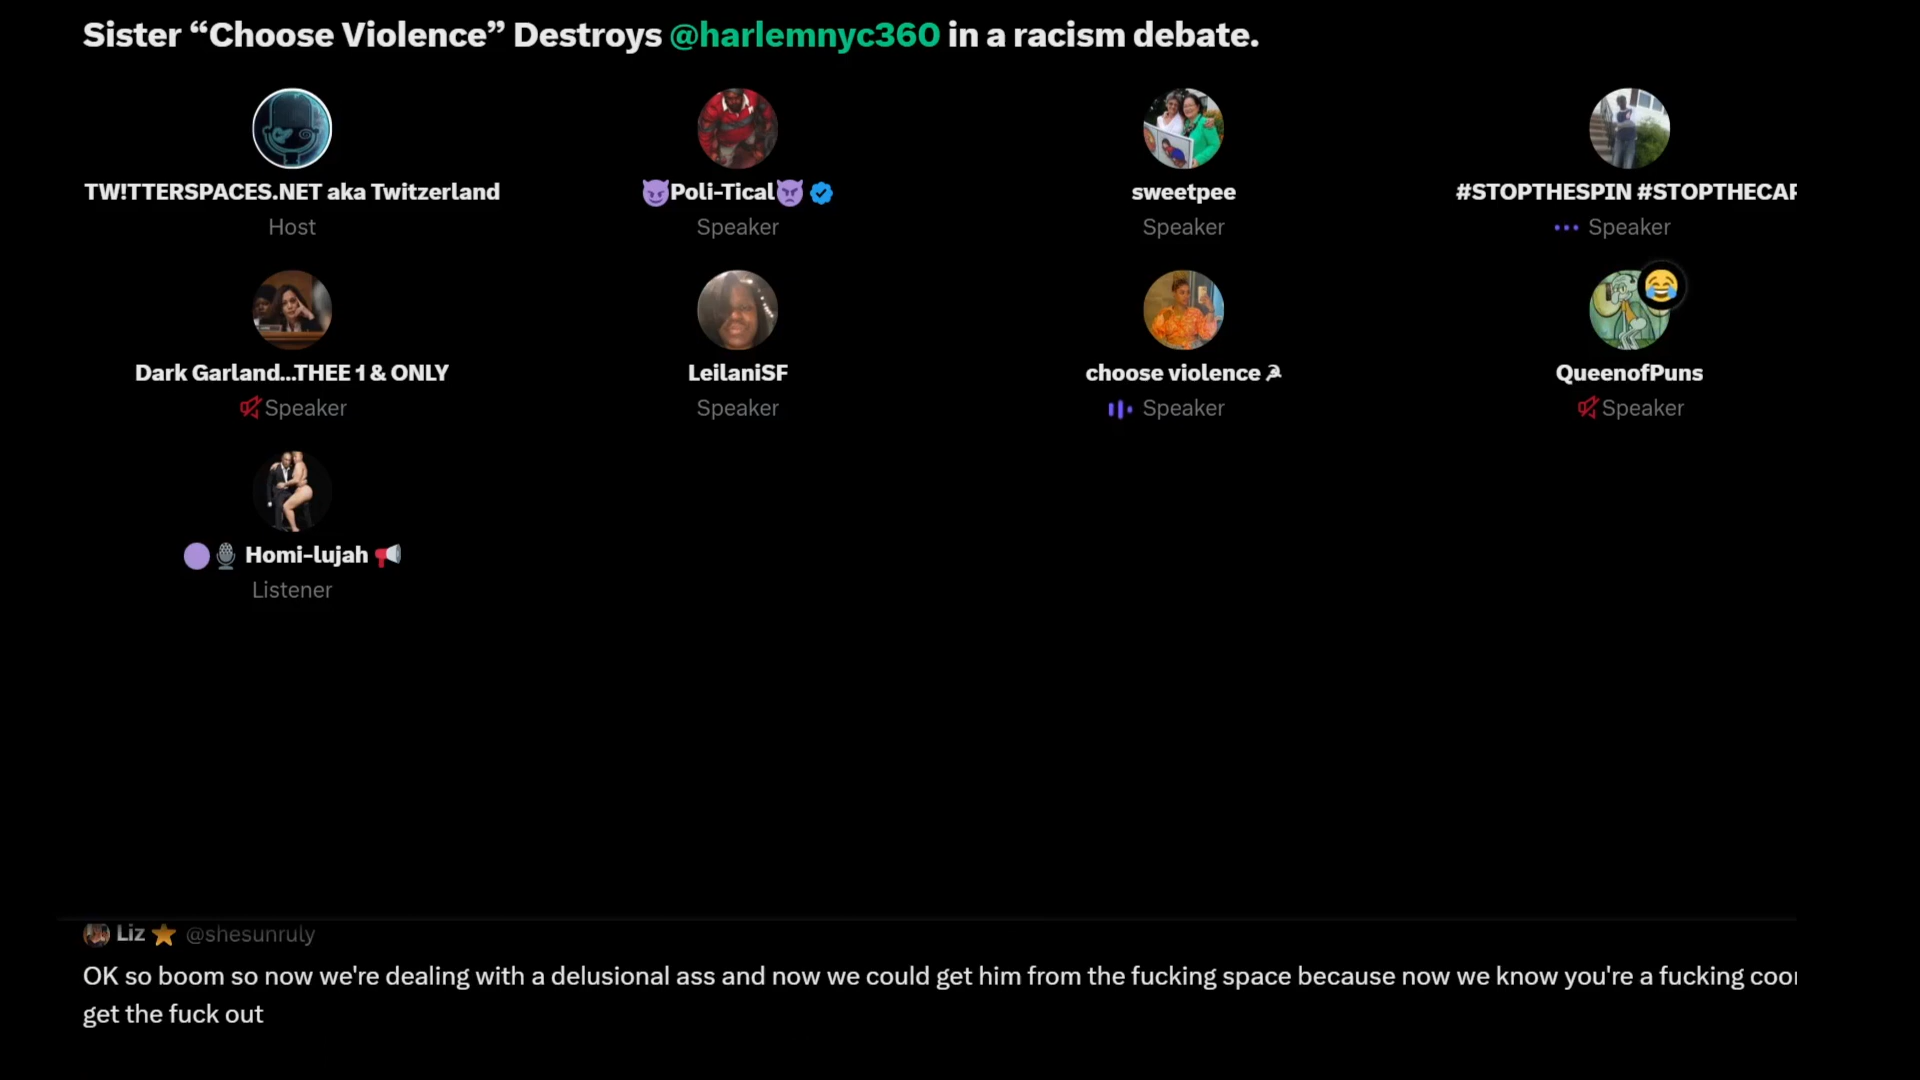 Sister “Choose Violence” Destroys @harlemnyc360 in a racism debate.
TW!TTERSPACES.NET aka Twitzerland
Host
😈Poli-Tical👿
Speaker
sweetpee
Speaker
#STOPTHESPIN #STOPTHECAP
Speaker
Dark Garland...THEE 1 & ONLY
Speaker
LeilaniSF
Speaker
choose violence ☭
Speaker
QueenofPuns
Speaker
🟣🎙️ Homi-lujah 📢
Listener
Liz ⭐ @shesunruly
OK so boom so now we're dealing with a delusional ass and now we could get him from the fucking space because now we know you're a fucking coon
get the fuck out